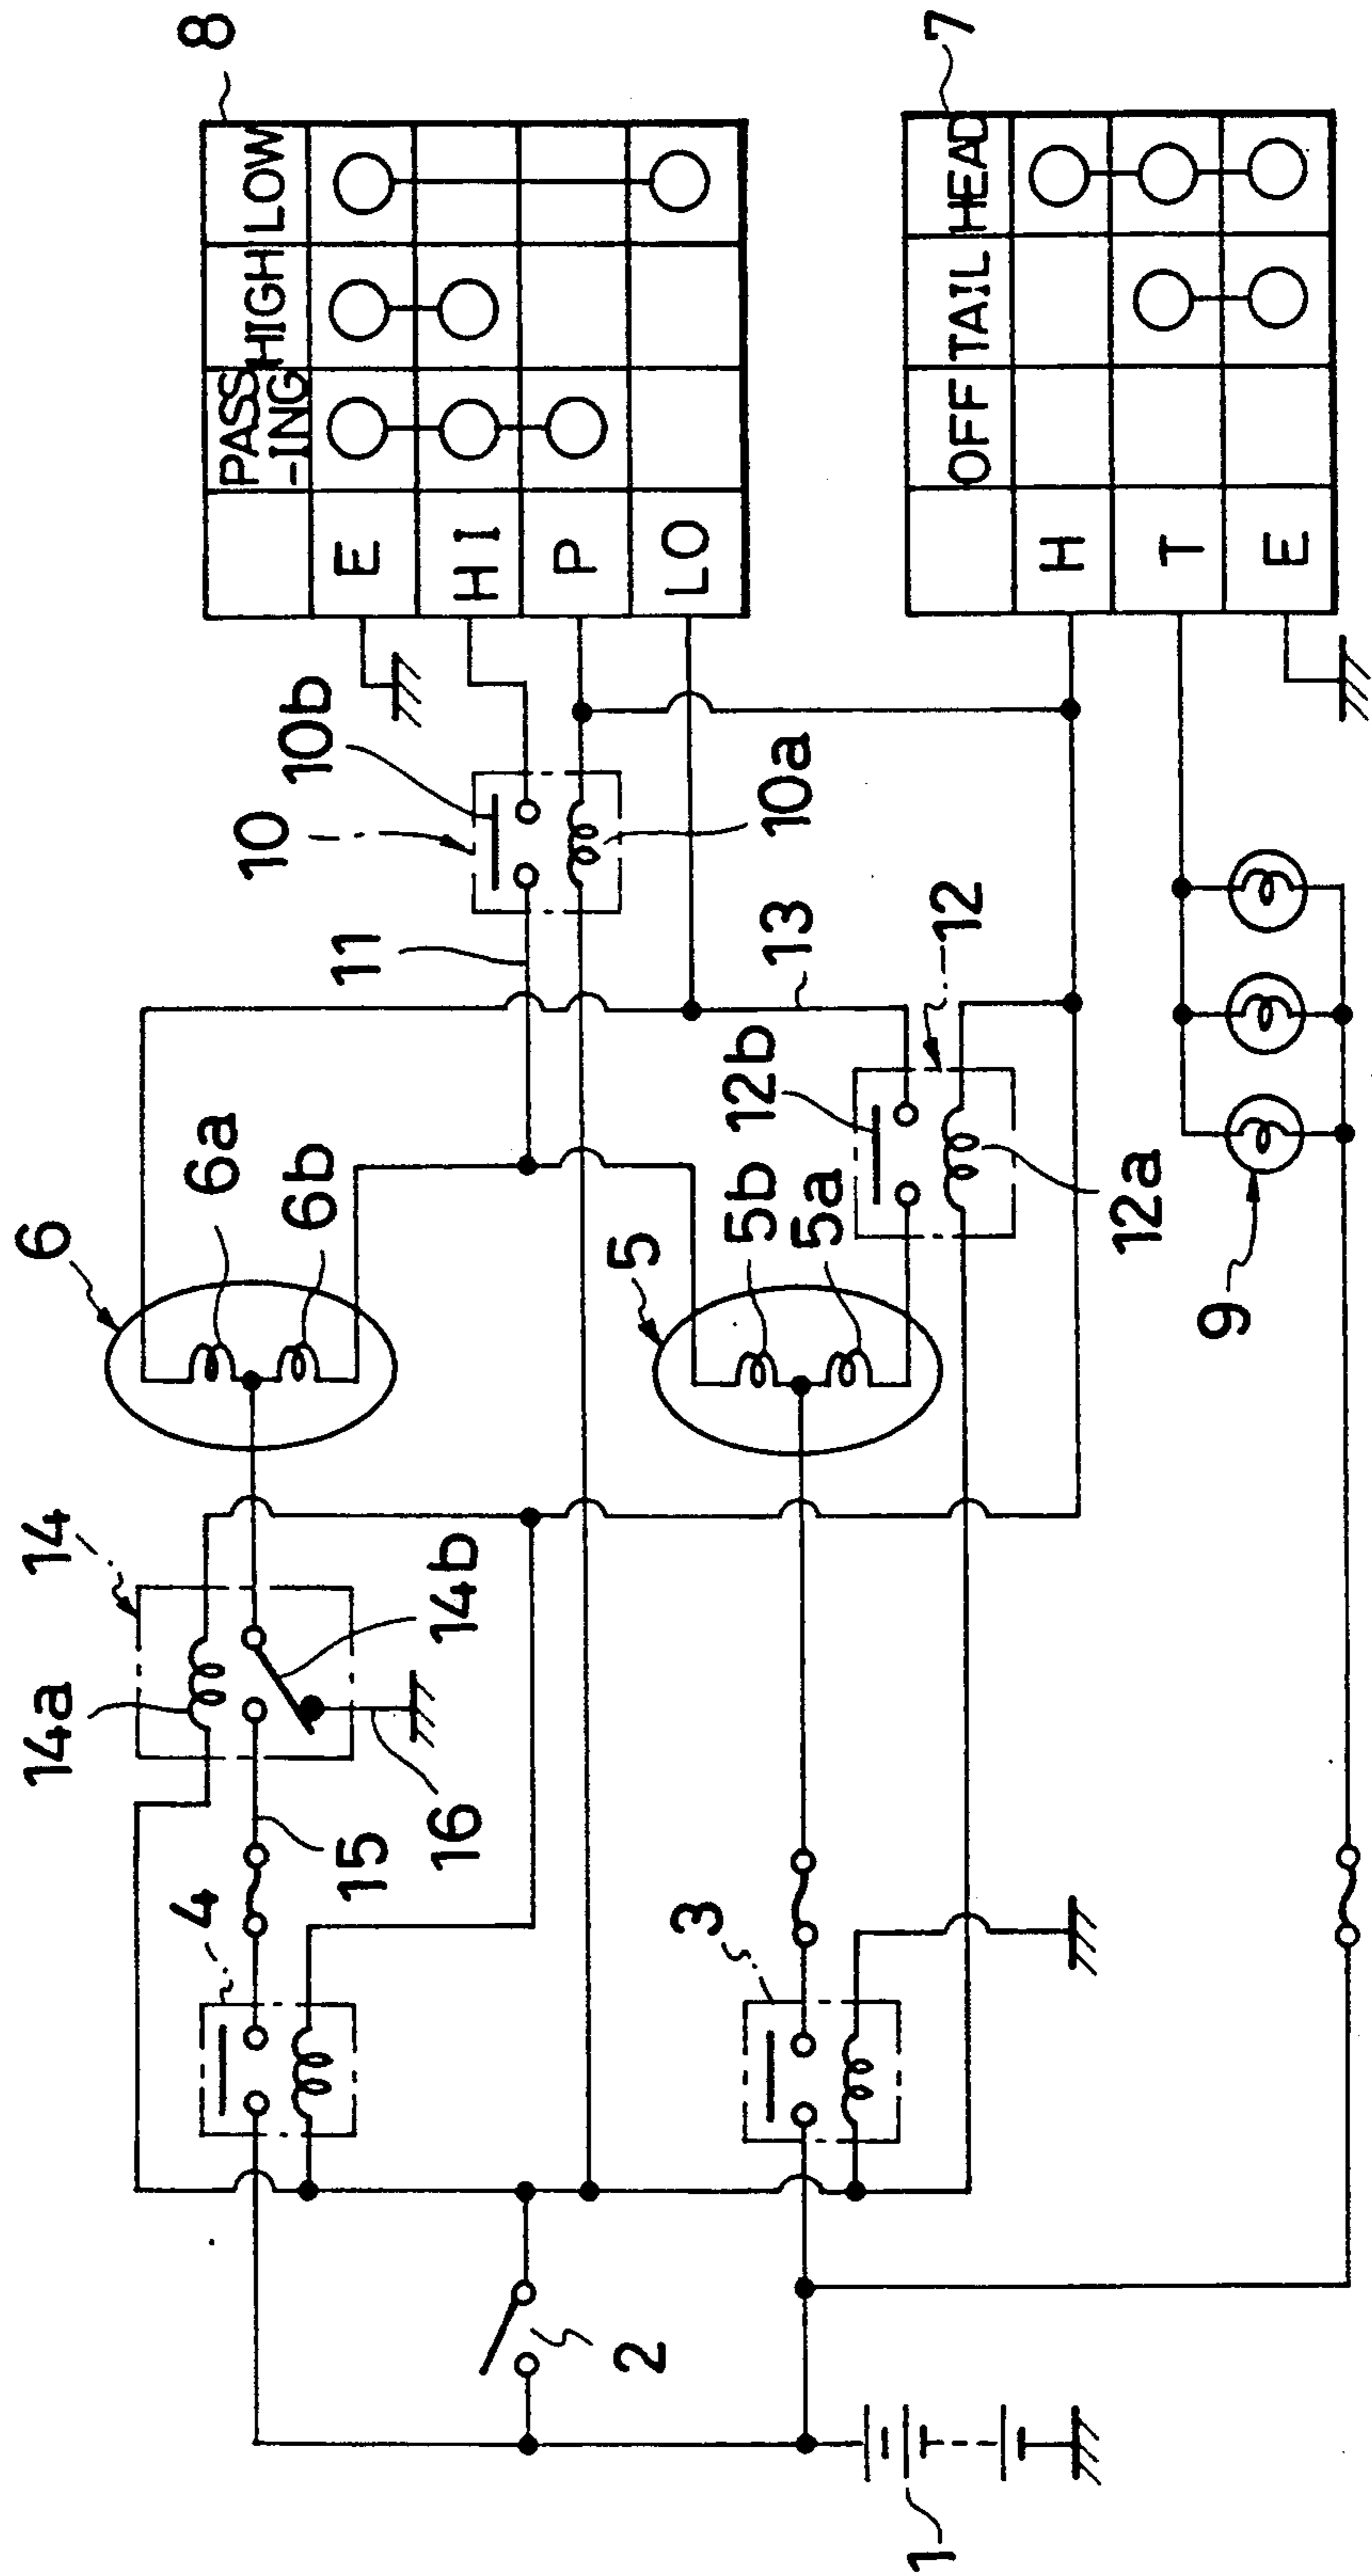 8
PASS HIGH LOW
-ING
E
HI
P
LO
7
OFF TAIL HEAD
H
T
E
10b
10
10a
11
13
12
12b
12a
6a
6b
6
5b
5a
5
9
14
14a
14b
15
16
4
3
2
1